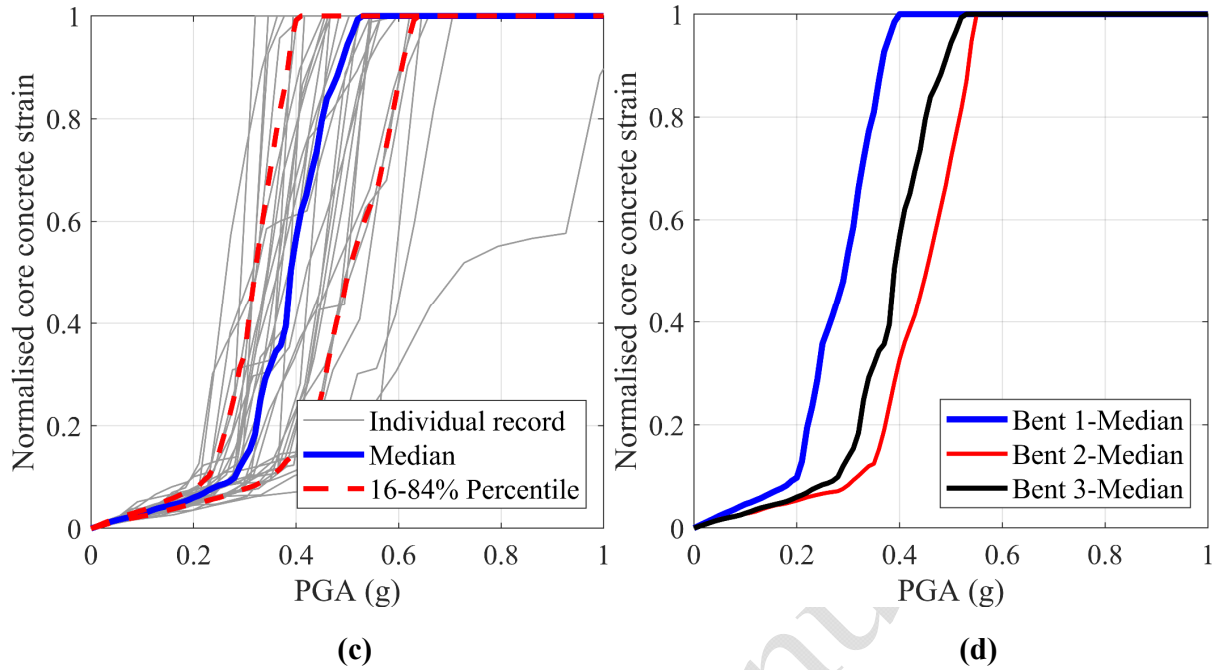 Normalised core concrete strain
1
0.8
0.6
0.4
0.2
0
0 0.2 0.4 0.6 0.8 1
PGA (g)
Individual record
Median
16-84% Percentile
(c)
Normalised core concrete strain
1
0.8
0.6
0.4
0.2
0
0 0.2 0.4 0.6 0.8 1
PGA (g)
Bent 1-Median
Bent 2-Median
Bent 3-Median
(d)